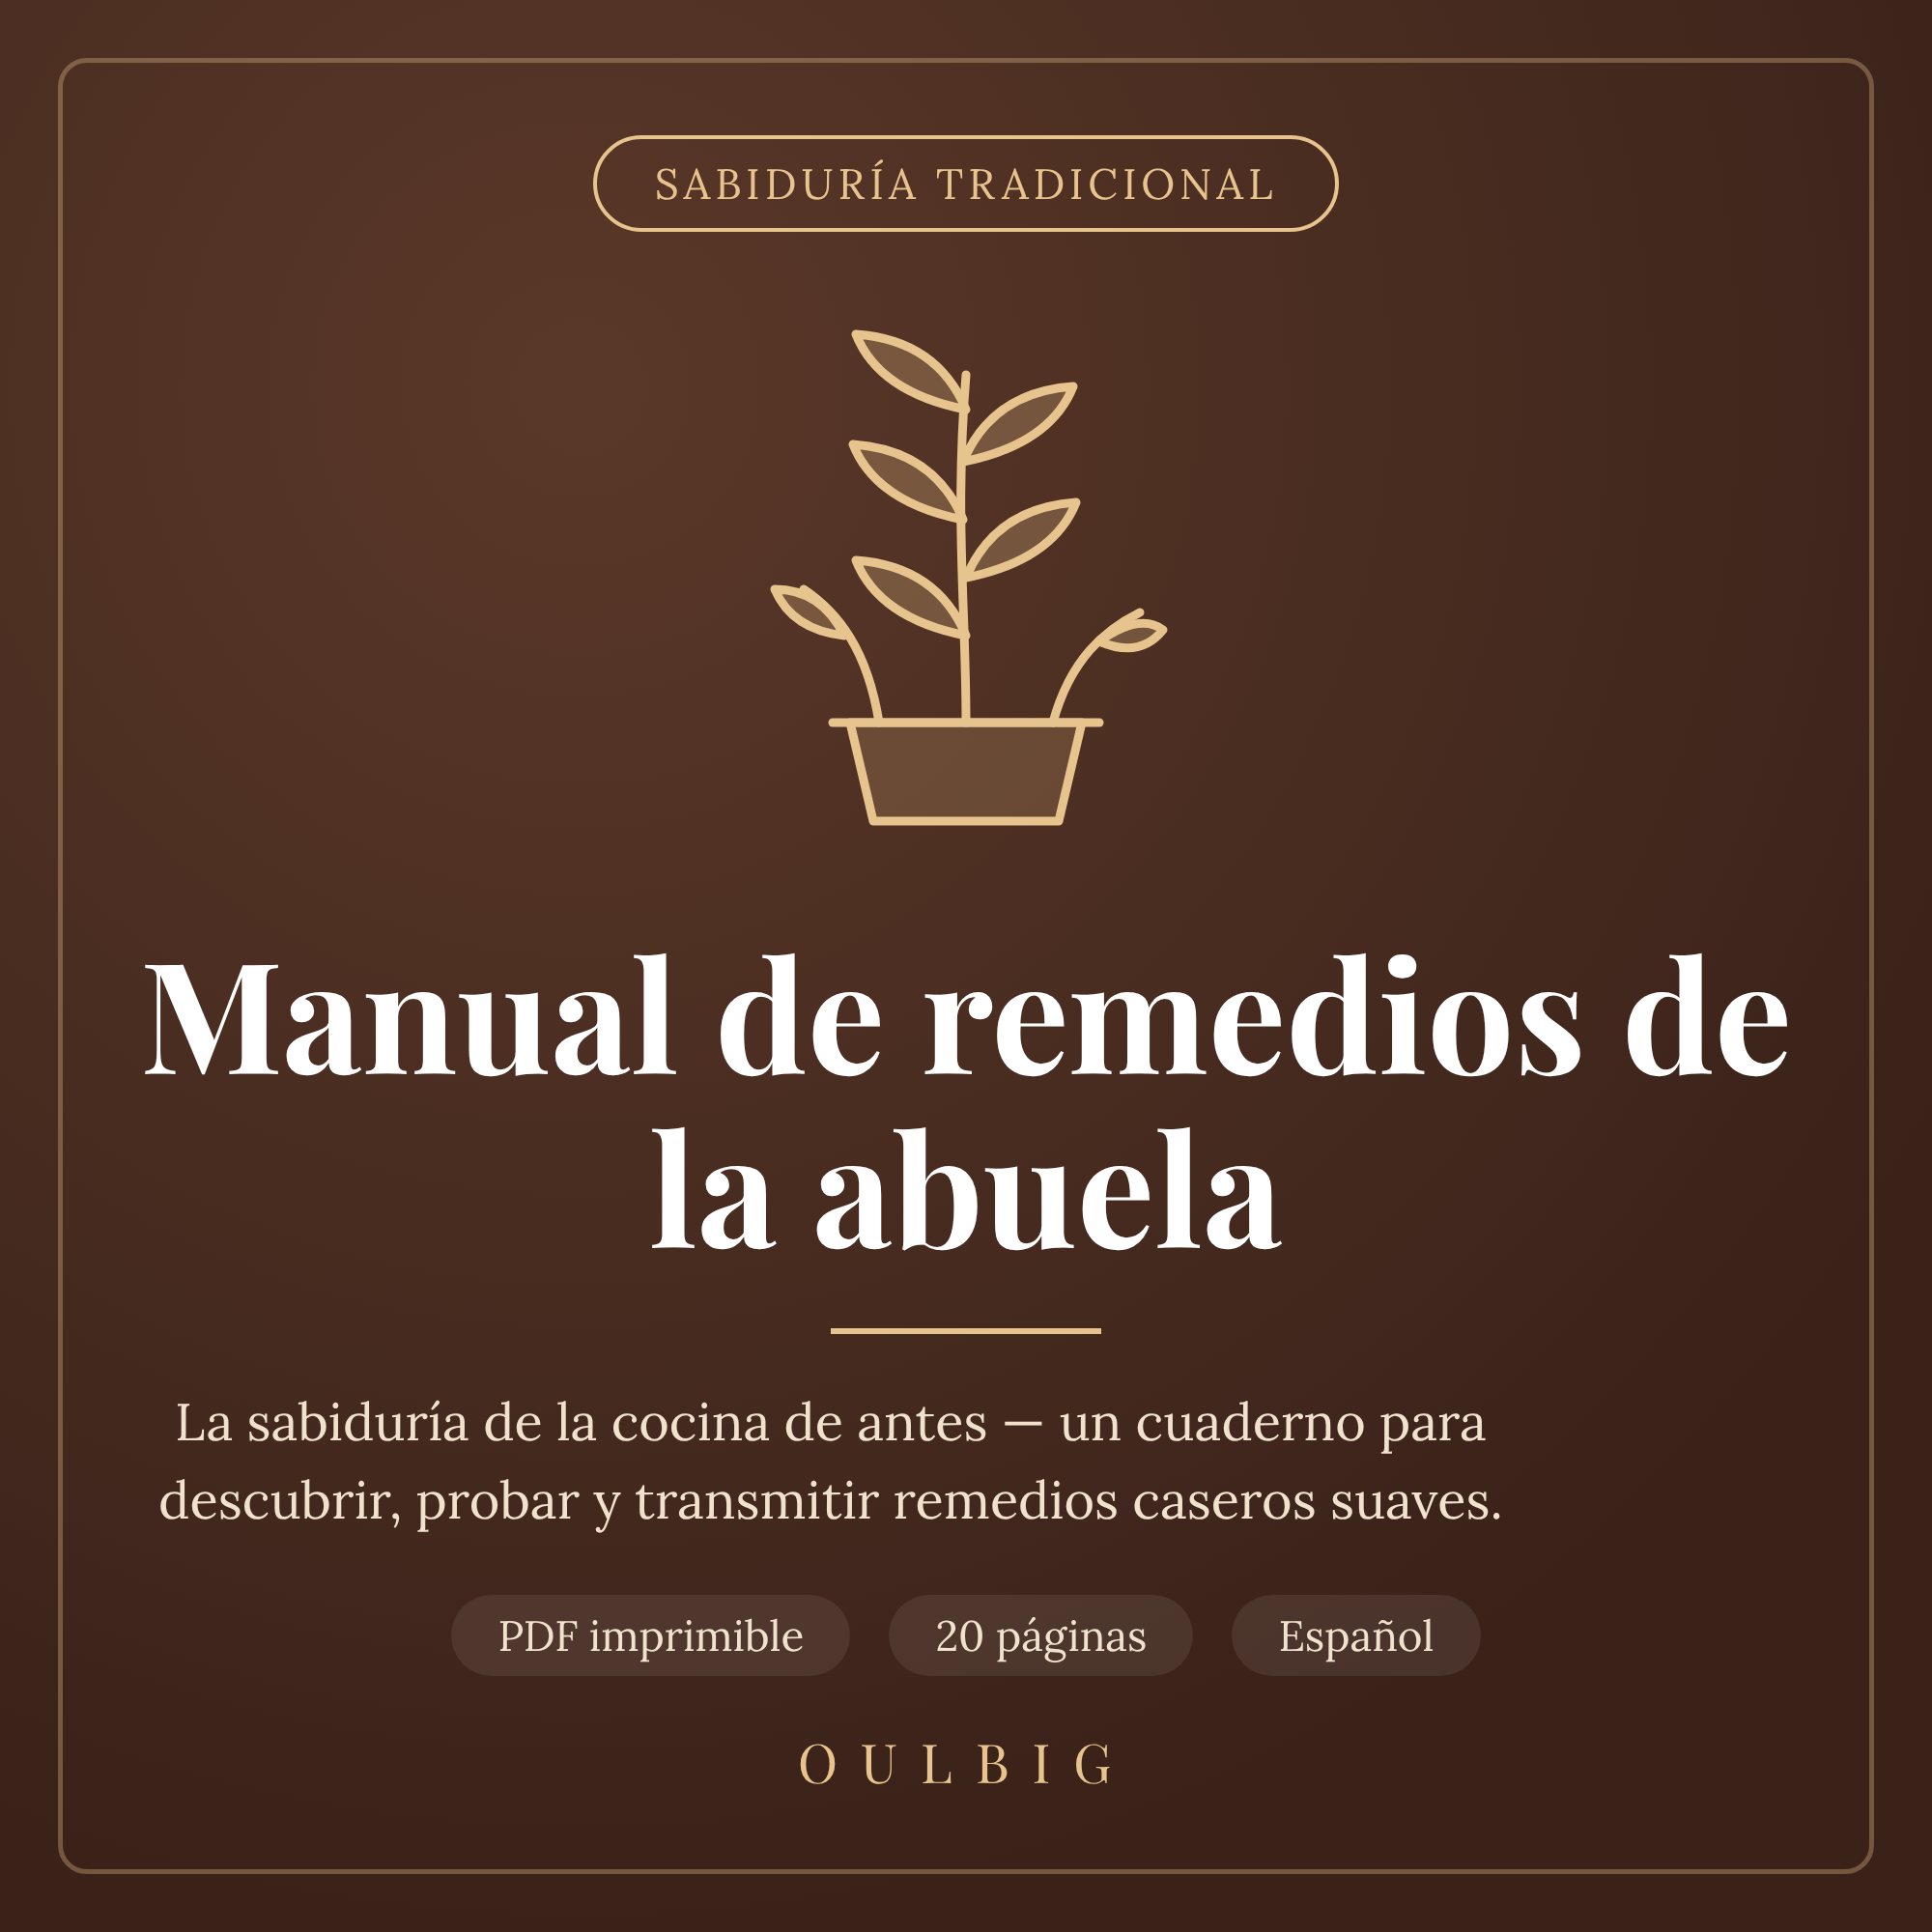 SABIDURÍA TRADICIONAL
Manual de remedios de
la abuela
La sabiduría de la cocina de antes — un cuaderno para
descubrir, probar y transmitir remedios caseros suaves.
PDF imprimible 20 páginas Español
OULBIG